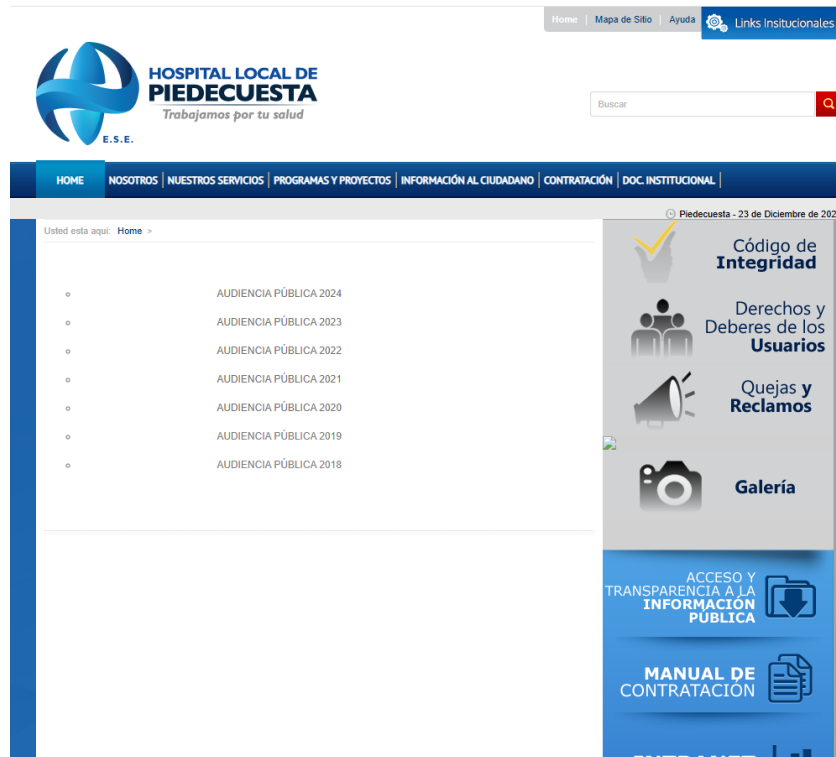 Home | Mapa de Sitio | Ayuda
Links Insitucionales
HOSPITAL LOCAL DE
PIEDECUESTA
Trabajamos por tu salud
E.S.E.
Buscar
HOME
NOSOTROS | NUESTROS SERVICIOS | PROGRAMAS Y PROYECTOS | INFORMACIÓN AL CIUDADANO | CONTRATACIÓN | DOC. INSTITUCIONAL |
Piedecuesta - 23 de Diciembre de 202
Usted esta aqui: Home >
AUDIENCIA PÚBLICA 2024
AUDIENCIA PÚBLICA 2023
AUDIENCIA PÚBLICA 2022
AUDIENCIA PÚBLICA 2021
AUDIENCIA PÚBLICA 2020
AUDIENCIA PÚBLICA 2019
AUDIENCIA PÚBLICA 2018
Código de
Integridad
Derechos y
Deberes de los
Usuarios
Quejas y
Reclamos
Galería
ACCESO Y
TRANSPARENCIA A LA
INFORMACIÓN
PÚBLICA
MANUAL DE
CONTRATACIÓN
INTRANET